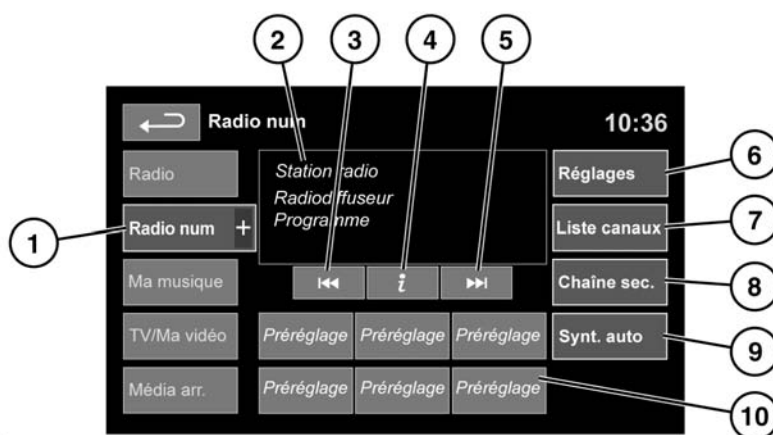 2
3
4
5
Radio num
10:36
Radio
Station radio
Radiodiffuseur
Programme
Réglages
6
1
Radio num +
Liste canaux
7
Ma musique
i
Chaîne sec.
8
TV/Ma vidéo
Préréglage Préréglage Préréglage
Synt. auto
9
Média arr.
Préréglage Préréglage Préréglage
10